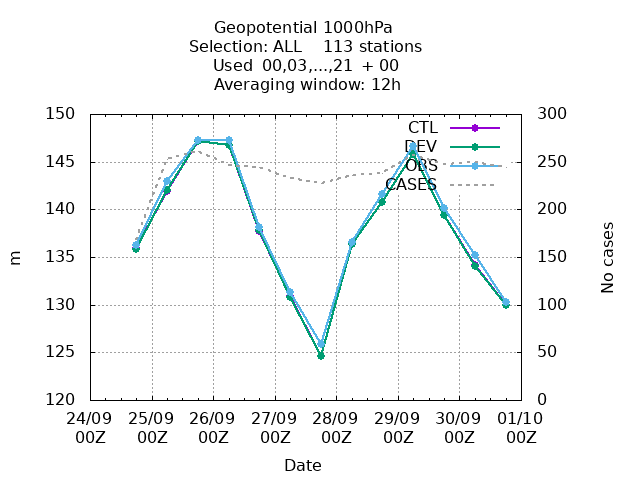 Geopotential 1000hPa
Selection: ALL 113 stations
Used 00,03,...,21 + 00
Averaging window: 12h
150
145
140
135
130
125
120
m
300
250
200
150
100
50
0
No cases
CTL
DEV
OBS
CASES
24/09 25/09 26/09 27/09 28/09 29/09 30/09 01/10
00Z 00Z 00Z 00Z 00Z 00Z 00Z 00Z
Date